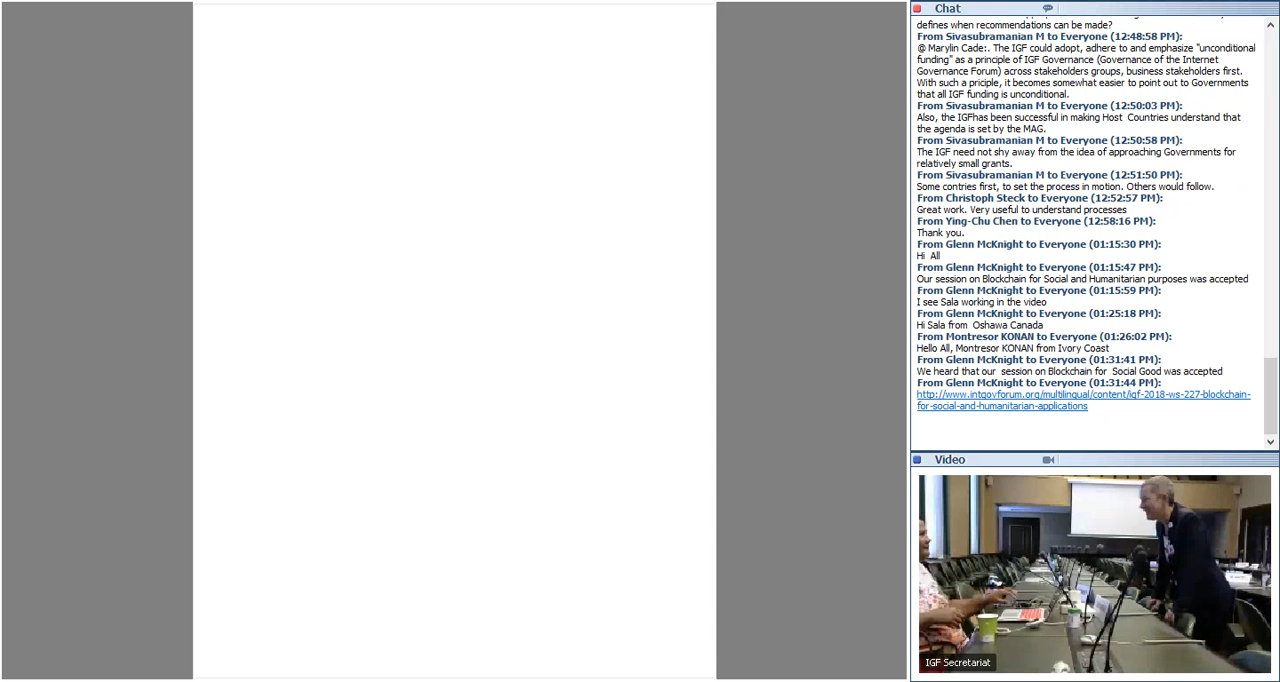 Chat
defines when recommendations can be made?
From Sivasubramanian M to Everyone (12:48:58 PM):
@ Marylin Cade:. The IGF could adopt, adhere to and emphasize "unconditional
funding" as a principle of IGF Governance (Governance of the Internet
Governance Forum) across stakeholders groups, business stakeholders first.
With such a priciple, it becomes somewhat easier to point out to Governments
that all IGF funding is unconditional.
From Sivasubramanian M to Everyone (12:50:03 PM):
Also, the IGFhas been successful in making Host  Countries understand that
the agenda is set by the MAG.
From Sivasubramanian M to Everyone (12:50:58 PM):
The IGF need not shy away from the idea of approaching Governments for
relatively small grants.
From Sivasubramanian M to Everyone (12:51:50 PM):
Some contries first, to set the process in motion. Others would follow.
From Christoph Steck to Everyone (12:52:57 PM):
Great work. Very useful to understand processes
From Ying-Chu Chen to Everyone (12:58:16 PM):
Thank you.
From Glenn McKnight to Everyone (01:15:30 PM):
Hi  All
From Glenn McKnight to Everyone (01:15:47 PM):
Our session on Blockchain for Social and Humanitarian purposes was accepted
From Glenn McKnight to Everyone (01:15:59 PM):
I see Sala working in the video
From Glenn McKnight to Everyone (01:25:18 PM):
Hi Sala from  Oshawa Canada
From Montresor KONAN to Everyone (01:26:02 PM):
Hello All, Montresor KONAN from Ivory Coast
From Glenn McKnight to Everyone (01:31:41 PM):
We heard that our  session on Blockchain for  Social Good was accepted
From Glenn McKnight to Everyone (01:31:44 PM):
http://www.intgovforum.org/multilingual/content/igf-2018-ws-227-blockchain-
for-social-and-humanitarian-applications
Video
IGF Secretariat